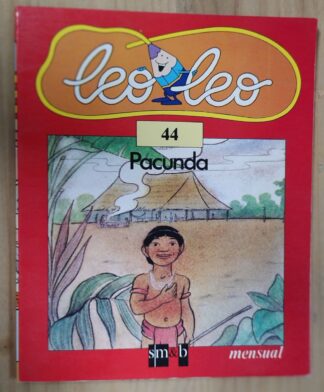 leo leo
44
Pacunda
sm&b
mensual